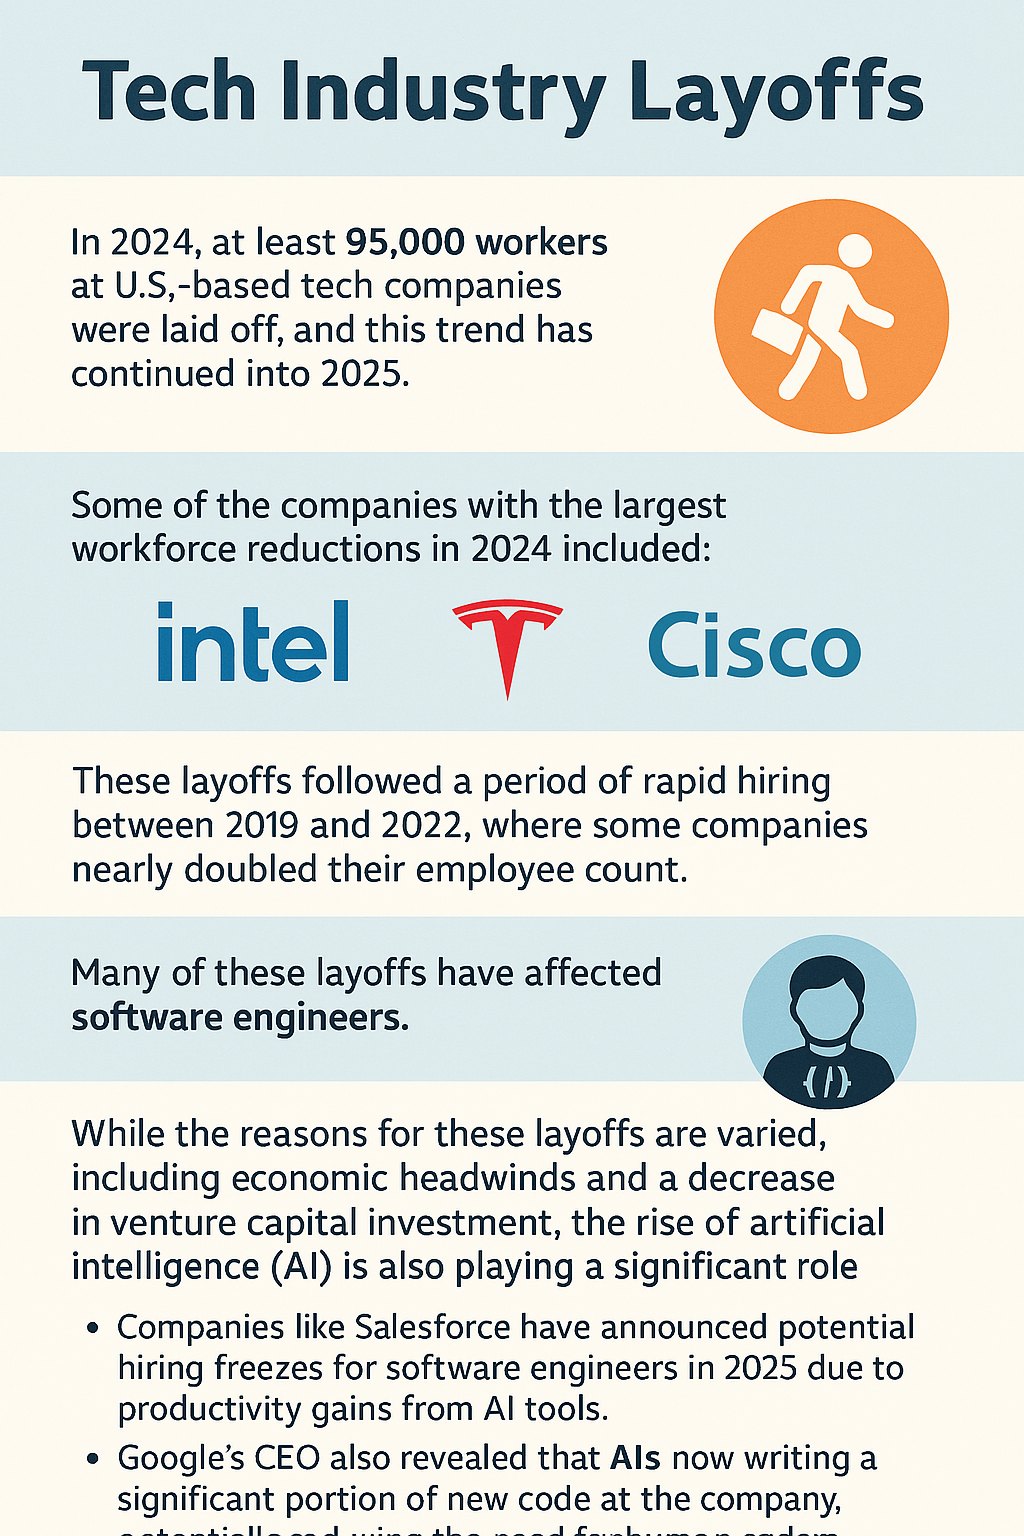 Tech Industry Layoffs
In 2024, at least 95,000 workers
at U.S,-based tech companies
were laid off, and this trend has
continued into 2025.
Some of the companies with the largest
workforce reductions in 2024 included:
intel
Cisco
These layoffs followed a period of rapid hiring
between 2019 and 2022, where some companies
nearly doubled their employee count.
Many of these layoffs have affected
software engineers.
While the reasons for these layoffs are varied,
including economic headwinds and a decrease
in venture capital investment, the rise of artificial
intelligence (AI) is also playing a significant role
• Companies like Salesforce have announced potential
hiring freezes for software engineers in 2025 due to
productivity gains from AI tools.
• Google's CEO also revealed that AIs now writing a
significant portion of new code at the company,